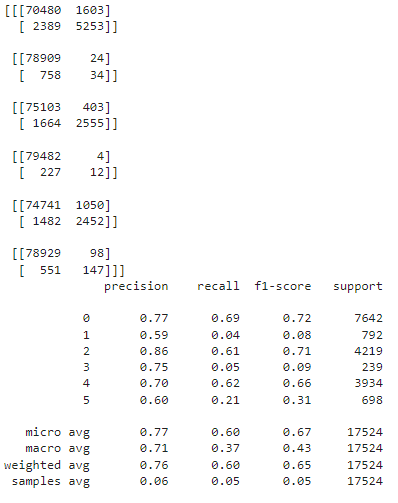 [[[70480 1603]
[ 2389 5253]]
[[78909 24]
[ 758 34]]
[[75103 403]
[ 1664 2555]]
[[79482 4]
[ 227 12]]
[[74741 1050]
[ 1482 2452]]
[[78929 98]
[ 551 147]]]
precision recall f1-score support
0 0.77 0.69 0.72 7642
1 0.59 0.04 0.08 792
2 0.86 0.61 0.71 4219
3 0.75 0.05 0.09 239
4 0.70 0.62 0.66 3934
5 0.60 0.21 0.31 698
micro avg 0.77 0.60 0.67 17524
macro avg 0.71 0.37 0.43 17524
weighted avg 0.76 0.60 0.65 17524
samples avg 0.06 0.05 0.05 17524